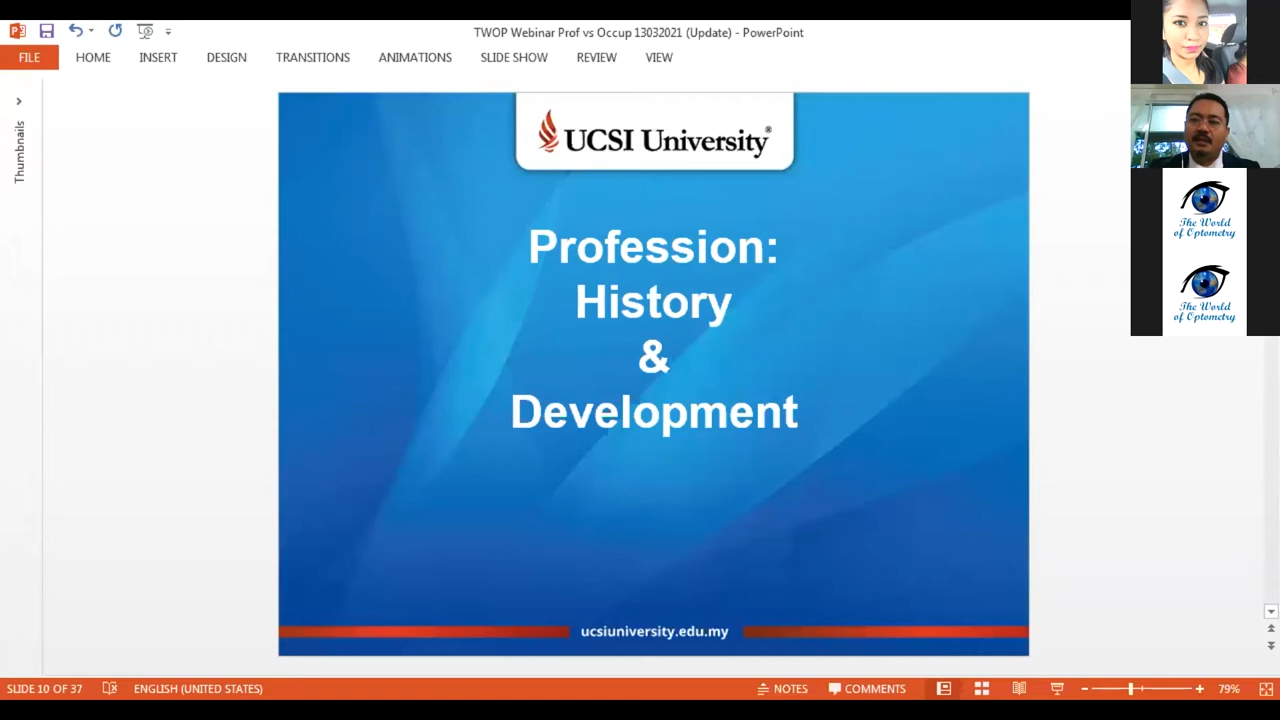 TWOP Webinar Prof vs Occup 13032021 (Update) - PowerPoint
FILE HOME INSERT DESIGN TRANSITIONS ANIMATIONS SLIDE SHOW REVIEW VIEW
Thumbnails
UCSI University®
Profession:
History
&
Development
ucsiuniversity.edu.my
The World
of Optometry
The World
of Optometry
SLIDE 10 OF 37 ENGLISH (UNITED STATES) NOTES COMMENTS 79%